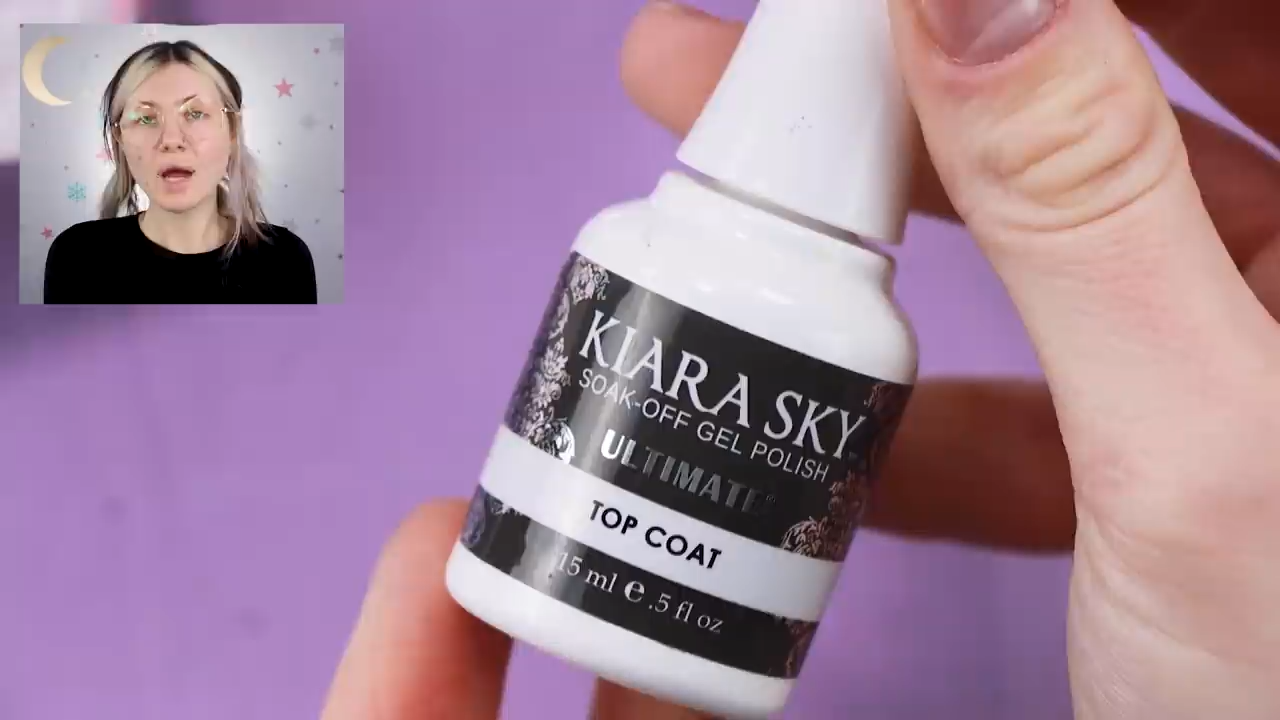 KIARA SKY
SOAK-OFF GEL POLISH
ULTIMATE®
TOP COAT
15 ml e .5 fl oz